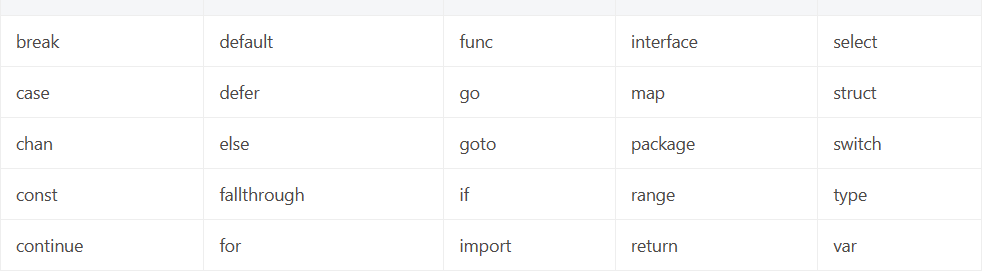 break default func interface select
case defer go map struct
chan else goto package switch
const fallthrough if range type
continue for import return var